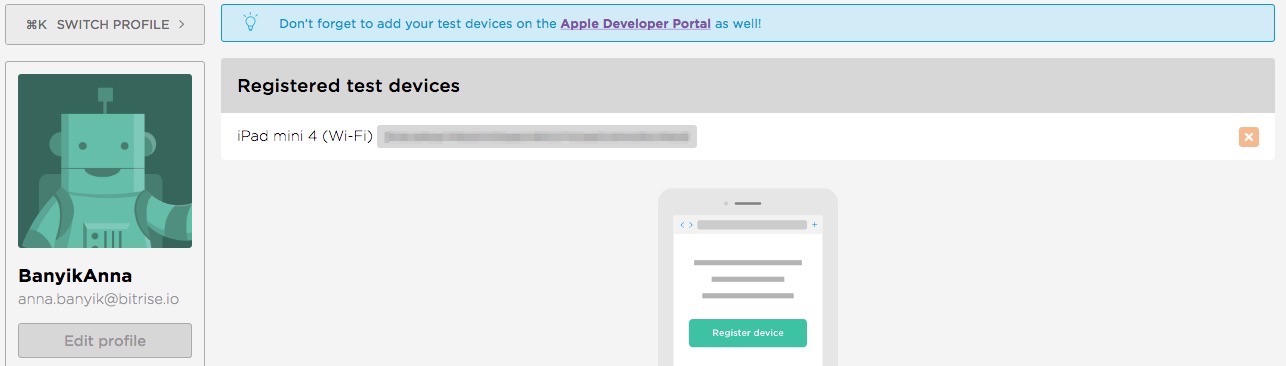 ⌘K SWITCH PROFILE >
Don't forget to add your test devices on the Apple Developer Portal as well!
Registered test devices
iPad mini 4 (Wi-Fi)
BanyikAnna
anna.banyik@bitrise.io
Edit profile
Register device